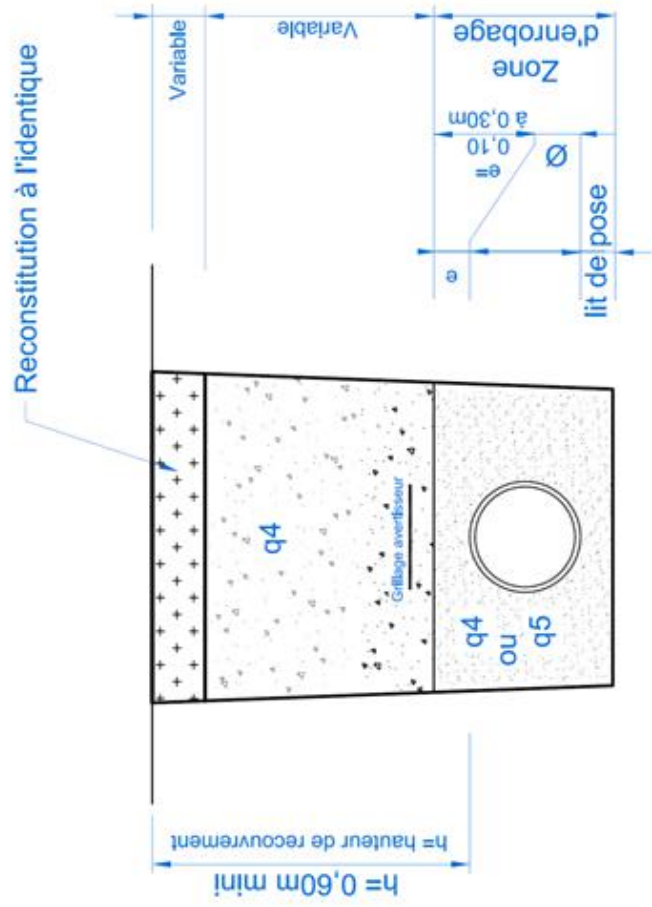 Reconstitution à l'identique
Variable
Variable
Zone
d'enrobage
e=
0,10
à 0,30m
e
Ø
lit de pose
q4
Grillage avertisseur
q4
ou
q5
h= hauteur de recouvrement
h= 0,60m mini